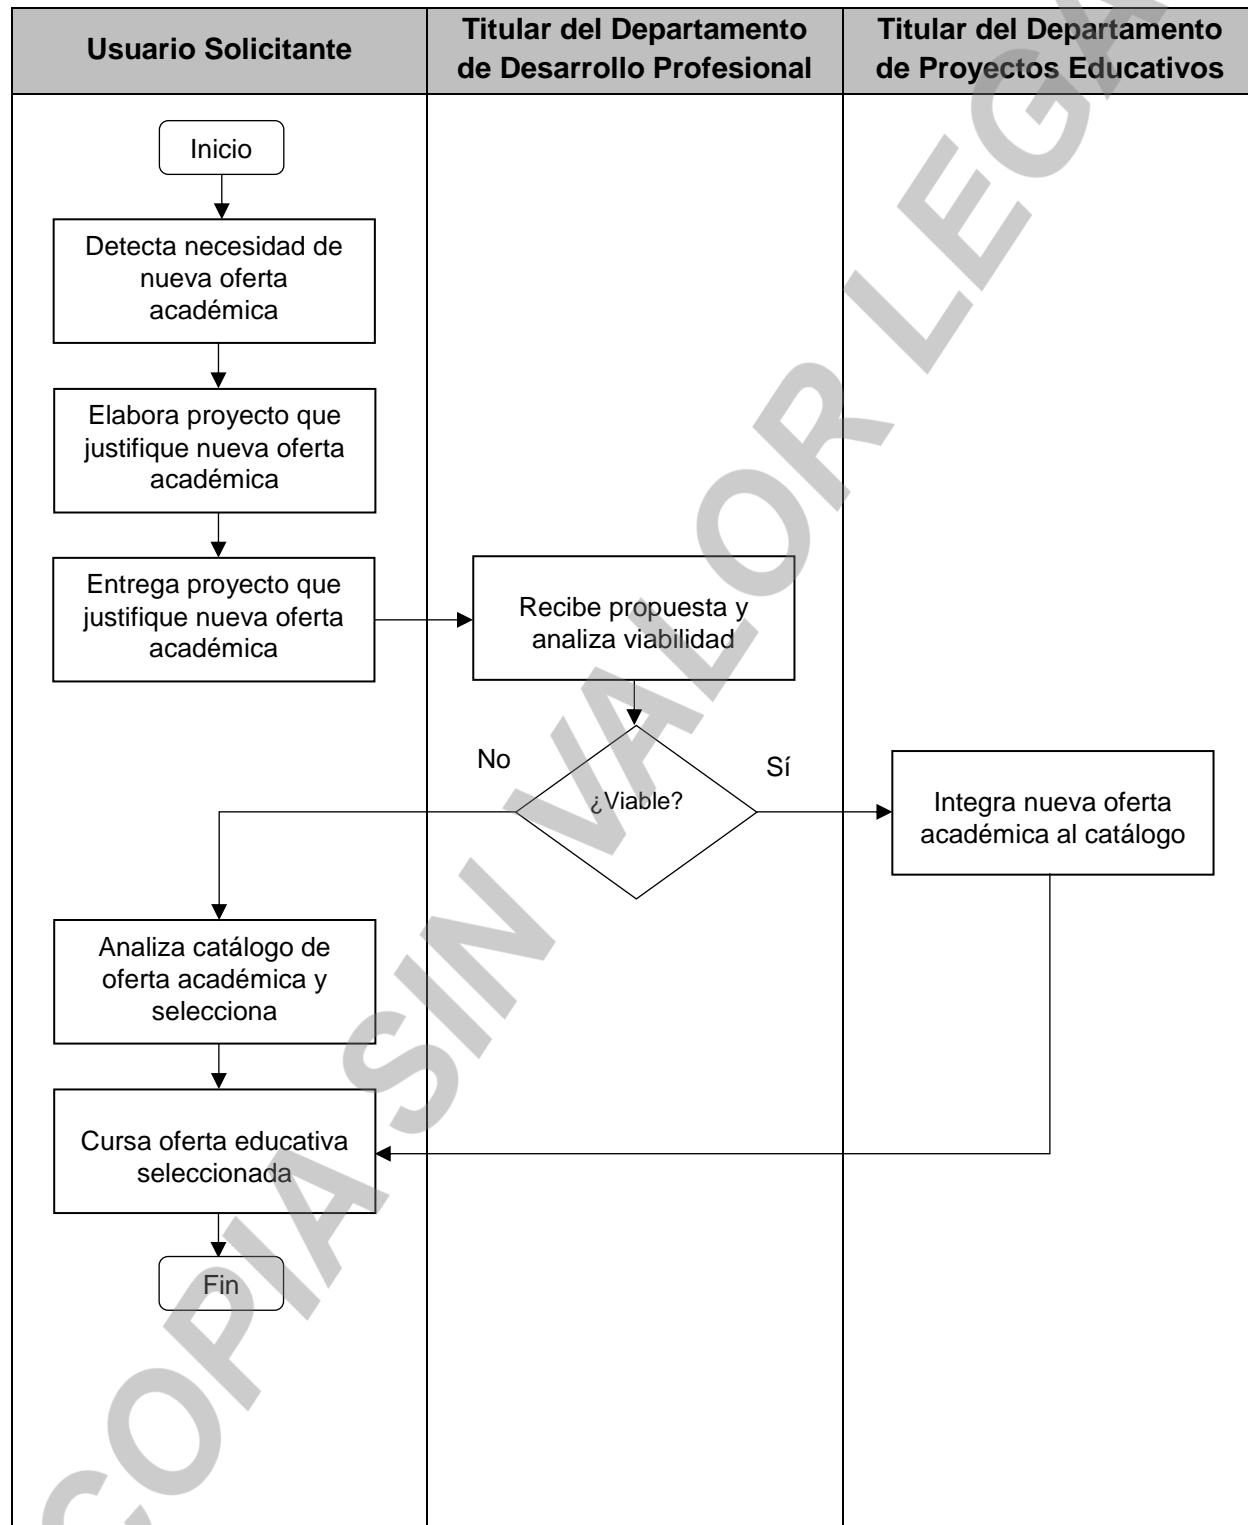 Usuario Solicitante
Titular del Departamento
de Desarrollo Profesional
Titular del Departamento
de Proyectos Educativos
Inicio
Detecta necesidad de
nueva oferta
académica
Elabora proyecto que
justifique nueva oferta
académica
Entrega proyecto que
justifique nueva oferta
académica
Recibe propuesta y
analiza viabilidad
No
¿Viable?
Sí
Integra nueva oferta
académica al catálogo
Analiza catálogo de
oferta académica y
selecciona
Cursa oferta educativa
seleccionada
Fin
COPIA SIN VALOR LEGA